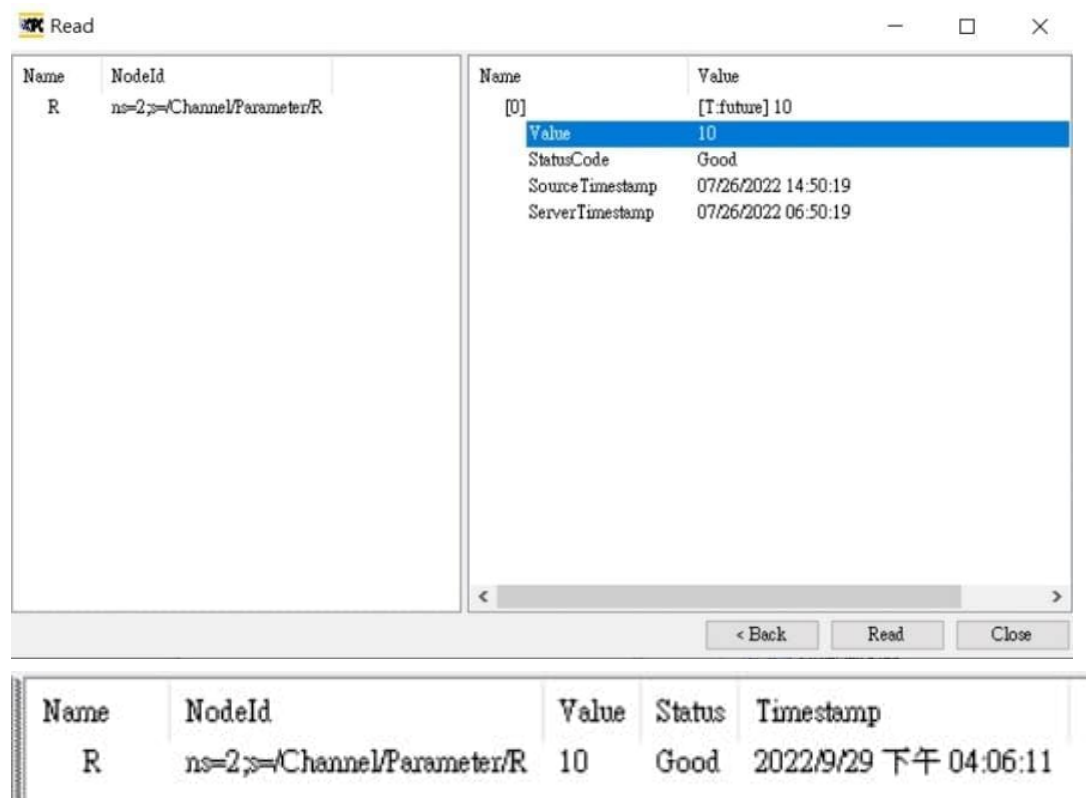 OPC Read
Name NodeId
R ns=2;s=/Channel/Parameter/R
Name Value
[0] [T:future] 10
Value 10
StatusCode Good
SourceTimestamp 07/26/2022 14:50:19
ServerTimestamp 07/26/2022 06:50:19
< Back Read Close
Name NodeId Value Status Timestamp
R ns=2;s=/Channel/Parameter/R 10 Good 2022/9/29 下午 04:06:11